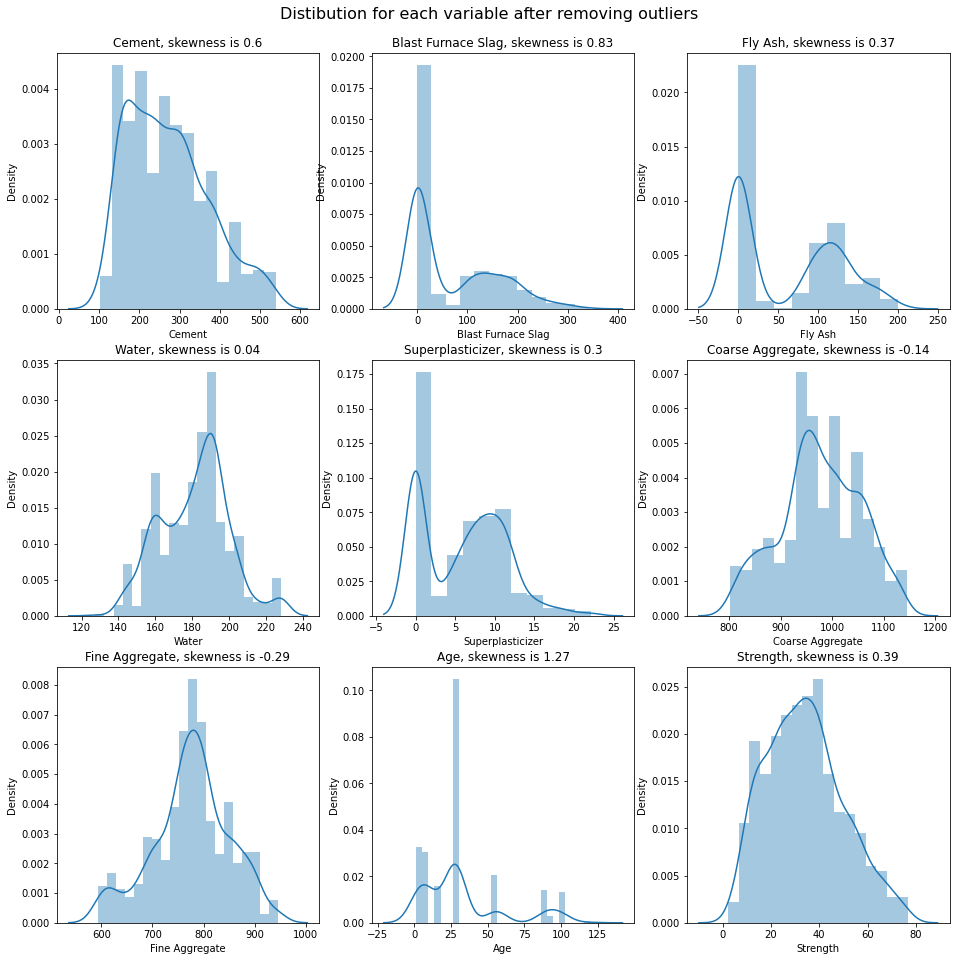 Distibution for each variable after removing outliers
Cement, skewness is 0.6
0.004
0.003
0.002
0.001
0.000
Density
0 100 200 300 400 500 600
Cement
Blast Furnace Slag, skewness is 0.83
0.0200
0.0175
0.0150
0.0125
0.0100
0.0075
0.0050
0.0025
0.0000
Density
0 100 200 300 400
Blast Furnace Slag
Fly Ash, skewness is 0.37
0.020
0.015
0.010
0.005
0.000
Density
−50 0 50 100 150 200 250
Fly Ash
Water, skewness is 0.04
0.035
0.030
0.025
0.020
0.015
0.010
0.005
0.000
Density
120 140 160 180 200 220 240
Water
Superplasticizer, skewness is 0.3
0.175
0.150
0.125
0.100
0.075
0.050
0.025
0.000
Density
−5 0 5 10 15 20 25
Superplasticizer
Coarse Aggregate, skewness is -0.14
0.007
0.006
0.005
0.004
0.003
0.002
0.001
0.000
Density
800 900 1000 1100 1200
Coarse Aggregate
Fine Aggregate, skewness is -0.29
0.008
0.007
0.006
0.005
0.004
0.003
0.002
0.001
0.000
Density
600 700 800 900 1000
Fine Aggregate
Age, skewness is 1.27
0.10
0.08
0.06
0.04
0.02
0.00
Density
−25 0 25 50 75 100 125
Age
Strength, skewness is 0.39
0.025
0.020
0.015
0.010
0.005
0.000
Density
0 20 40 60 80
Strength